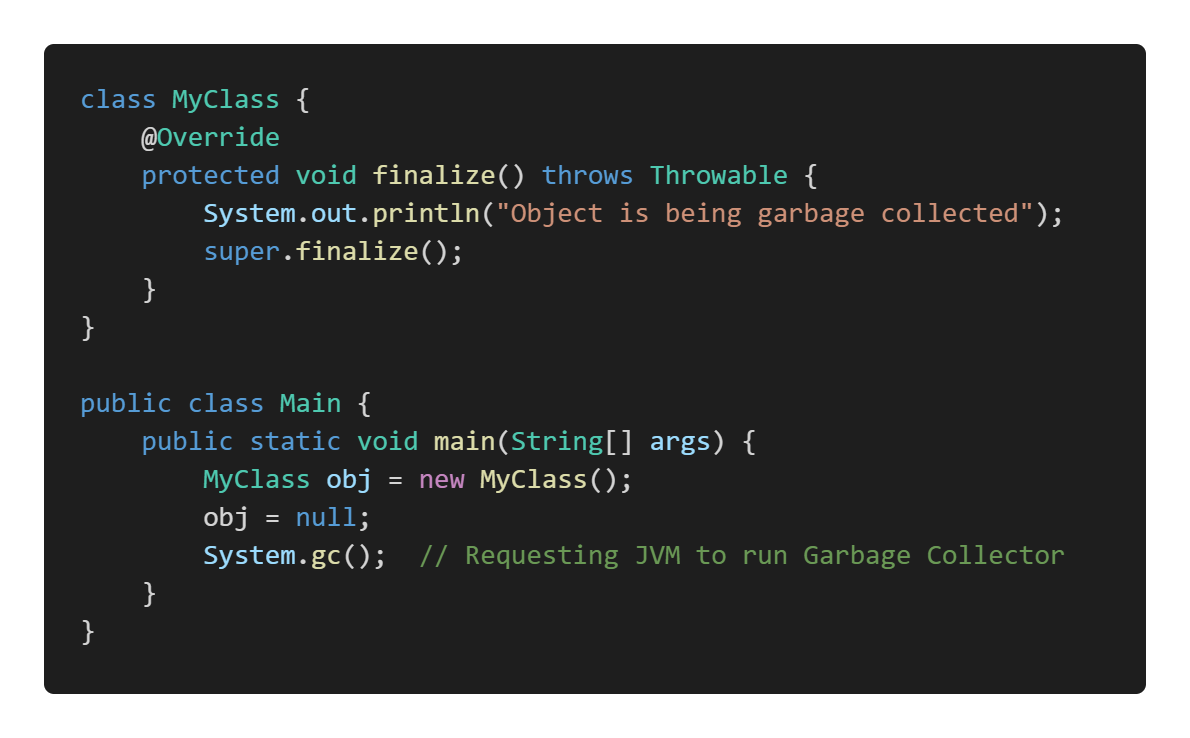 class MyClass {
    @Override
    protected void finalize() throws Throwable {
        System.out.println("Object is being garbage collected");
        super.finalize();
    }
}

public class Main {
    public static void main(String[] args) {
        MyClass obj = new MyClass();
        obj = null;
        System.gc();  // Requesting JVM to run Garbage Collector
    }
}